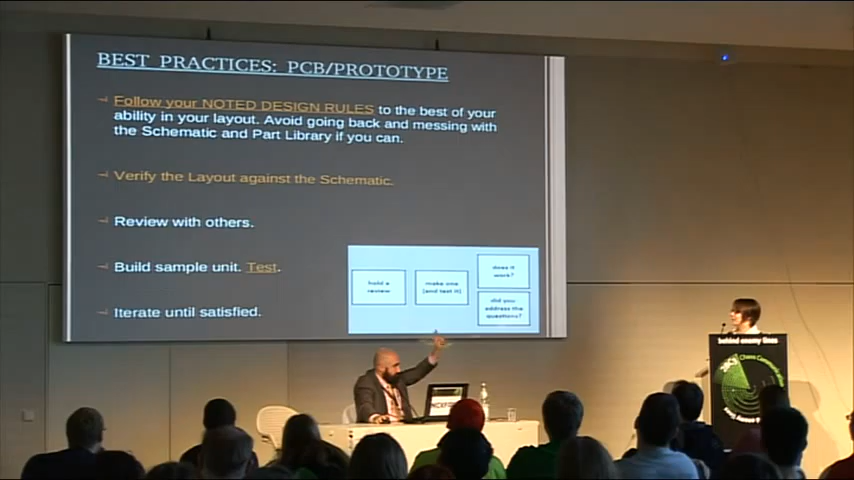 BEST PRACTICES: PCB/PROTOTYPE
Follow your NOTED DESIGN RULES to the best of your
ability in your layout. Avoid going back and messing with
the Schematic and Part Library if you can.
Verify the Layout against the Schematic.
Review with others.
Build sample unit. Test.
Iterate until satisfied.
hold a
review
make one
(and test it)
does it
work?
did you
address the
questions?
behind enemy lines